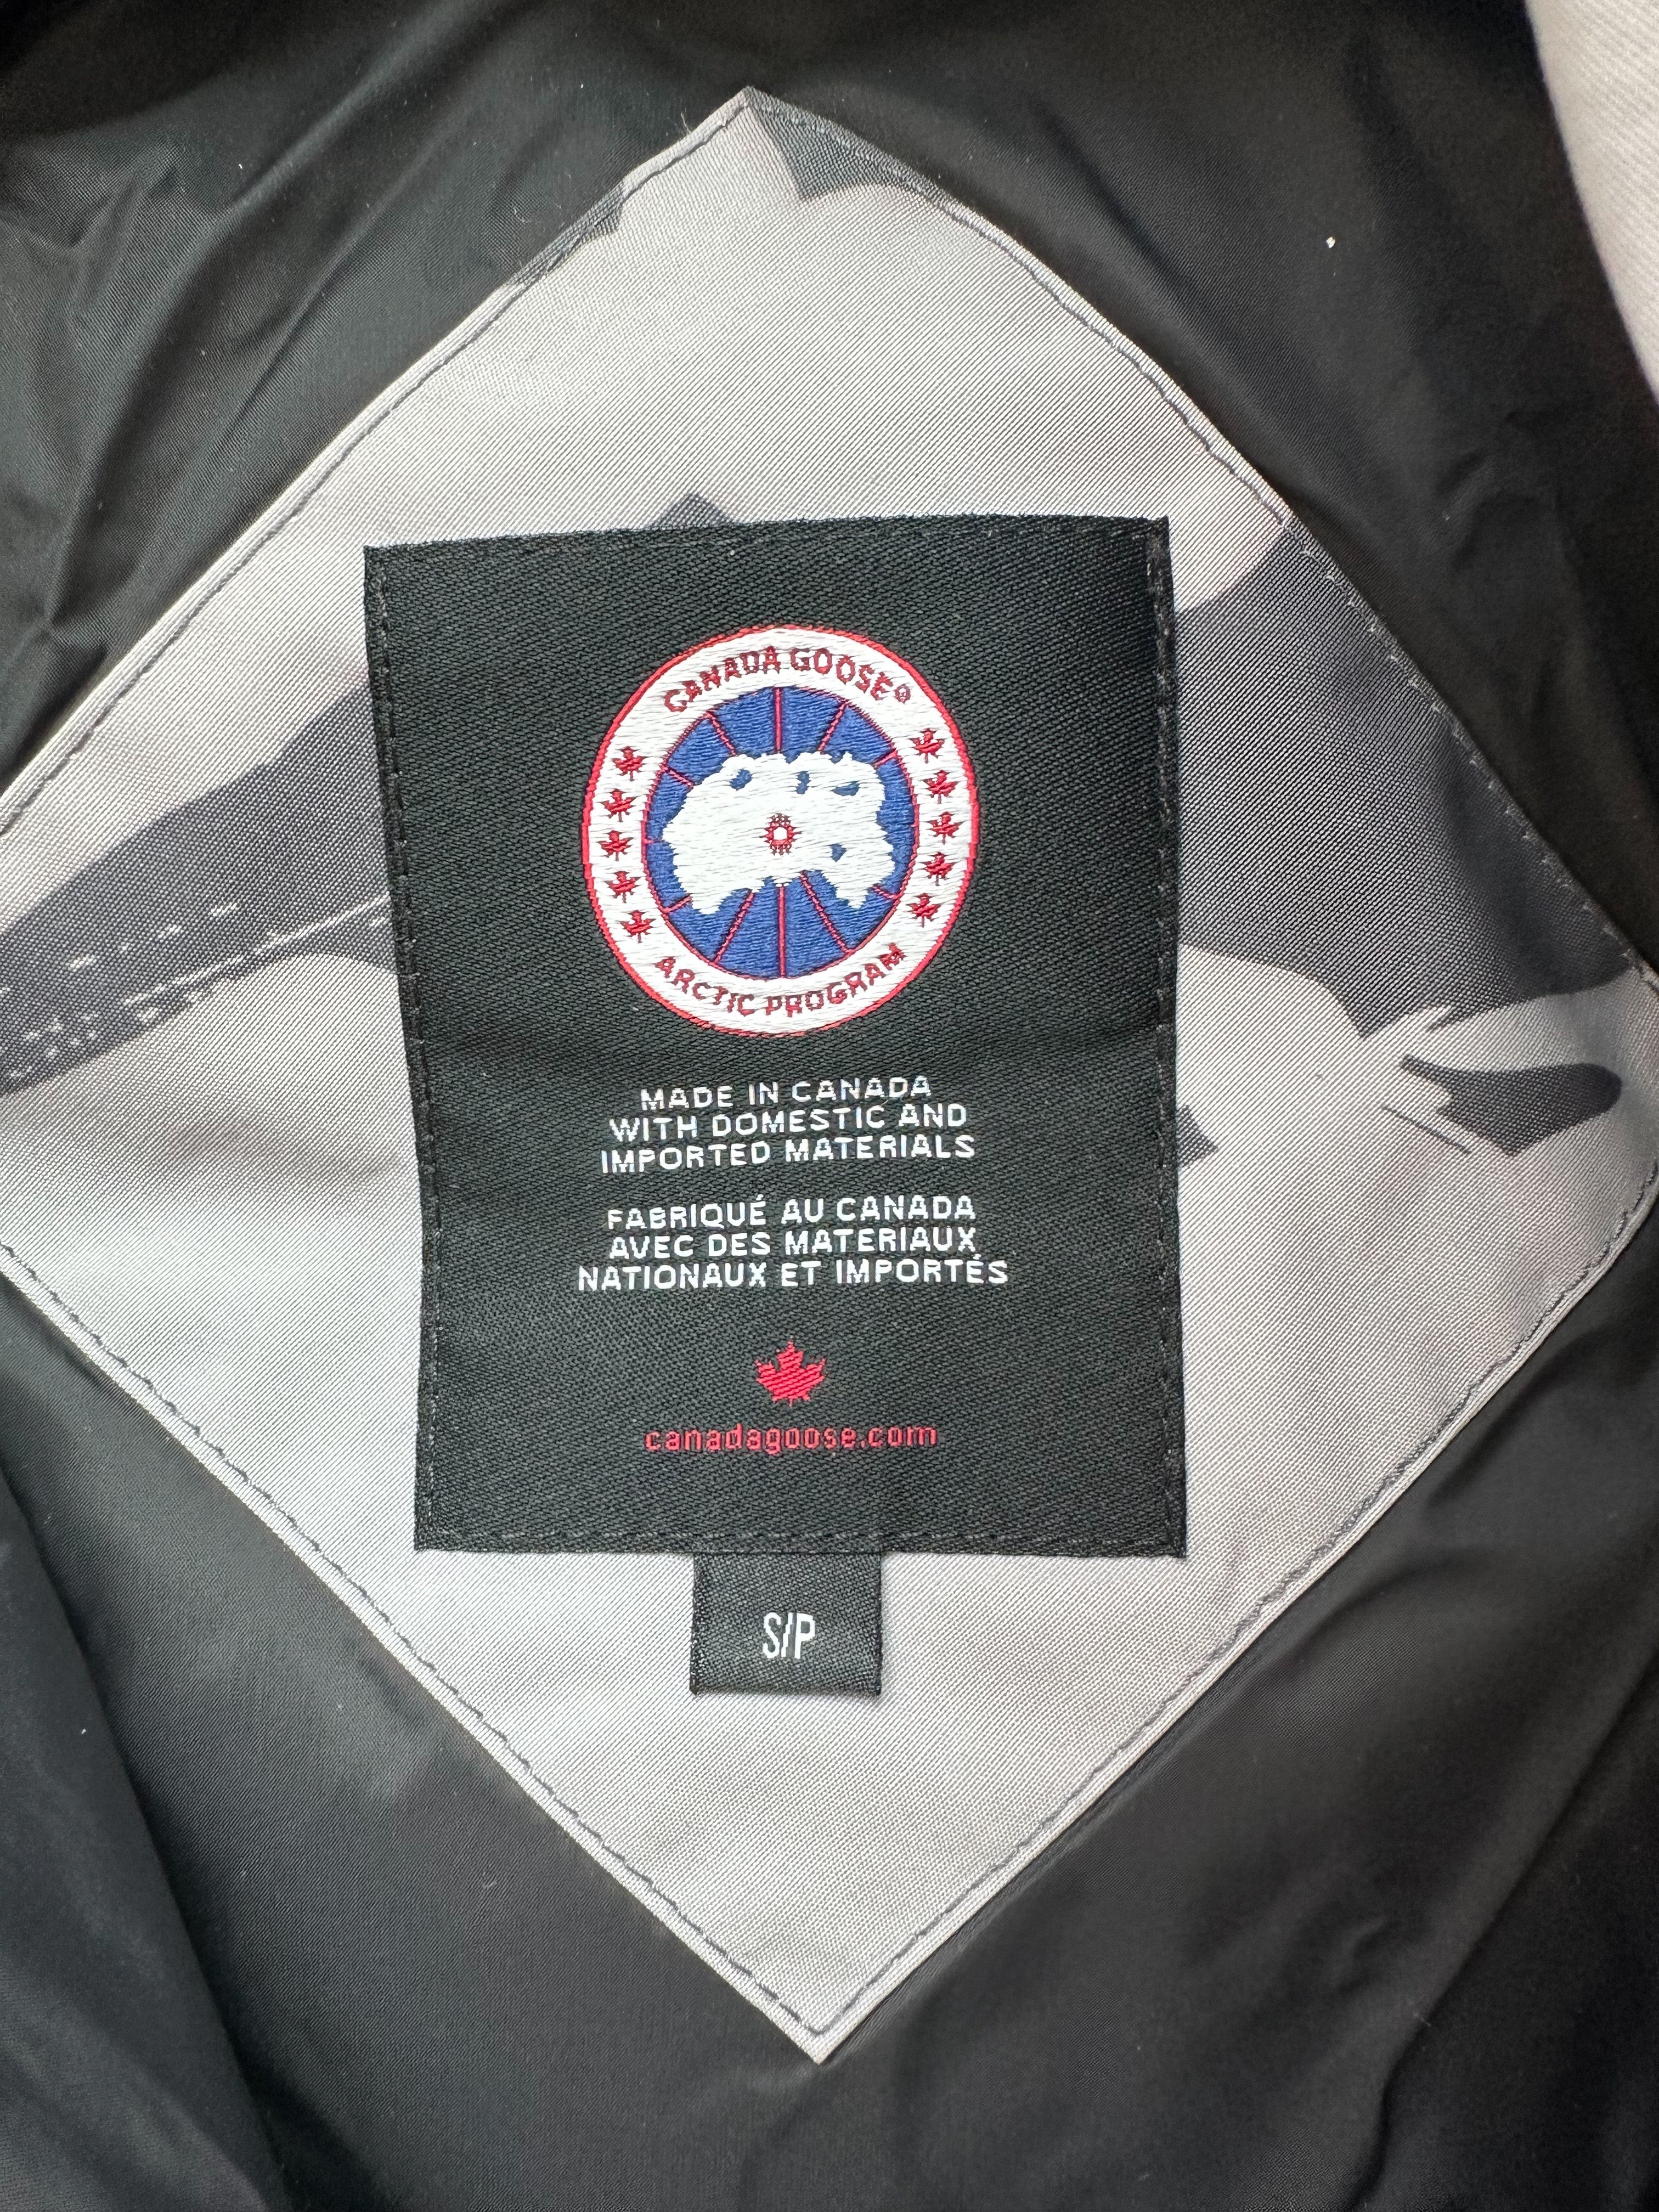 CANADA GOOSE®
ARCTIC PROGRAM
MADE IN CANADA
WITH DOMESTIC AND
IMPORTED MATERIALS
FABRIQUÉ AU CANADA
AVEC DES MATERIAUX
NATIONAUX ET IMPORTÉS
canadagoose.com
S/P